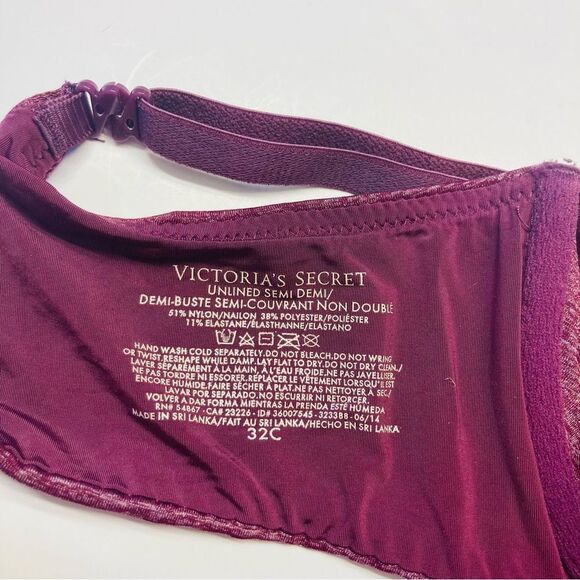 VICTORIA'S SECRET
UNLINED SEMI DEMI/
DEMI-BUSTE SEMI-COUVRANT NON DOUBLÉ
51% NYLON/NAILON 38% POLYESTER/POLIÉSTER
11% ELASTANE/ÉLASTHANNE/ELASTANO
HAND WASH COLD SEPARATELY. DO NOT BLEACH. DO NOT WRING
OR TWIST. RESHAPE WHILE DAMP. LAY FLAT TO DRY. DO NOT DRY CLEAN./
LAVER SÉPARÉMENT À LA MAIN, À L'EAU FROIDE. NE PAS JAVELLISER.
NE PAS TORDRE NI ESSORER. REPLACER LE VÊTEMENT LORSQU'IL EST
ENCORE HUMIDE. FAIRE SÉCHER À PLAT. NE PAS NETTOYER À SEC/
LAVAR POR SEPARADO. NO ESCURRIR NI RETORCER.
VOLVER A DAR FORMA MIENTRAS LA PRENDA ESTÉ HÚMEDA
RN# 54867 • CA# 23226 - ID# 36007545 - 323388 - 06/14
MADE IN SRI LANKA/FAIT AU SRI LANKA/HECHO EN SRI LANKA
32C